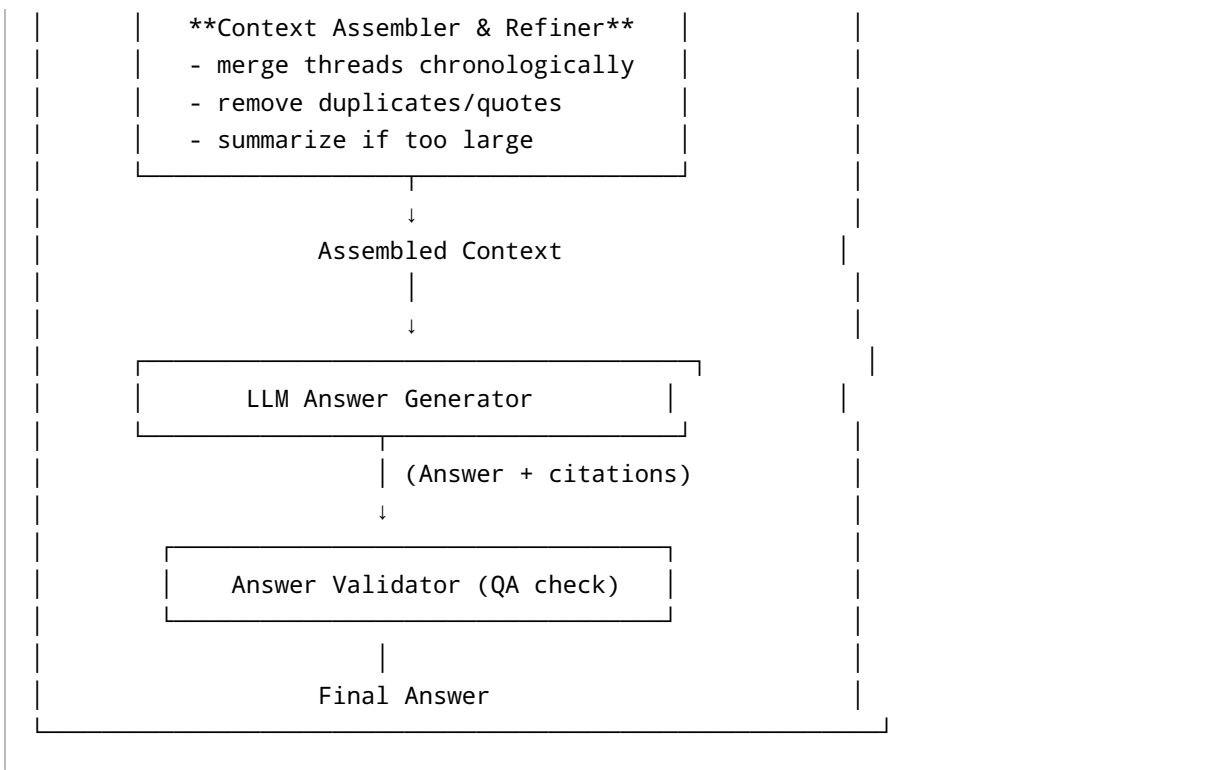 **Context Assembler & Refiner**
- merge threads chronologically
- remove duplicates/quotes
- summarize if too large
↓
Assembled Context
↓
LLM Answer Generator
(Answer + citations)
↓
Answer Validator (QA check)
Final Answer